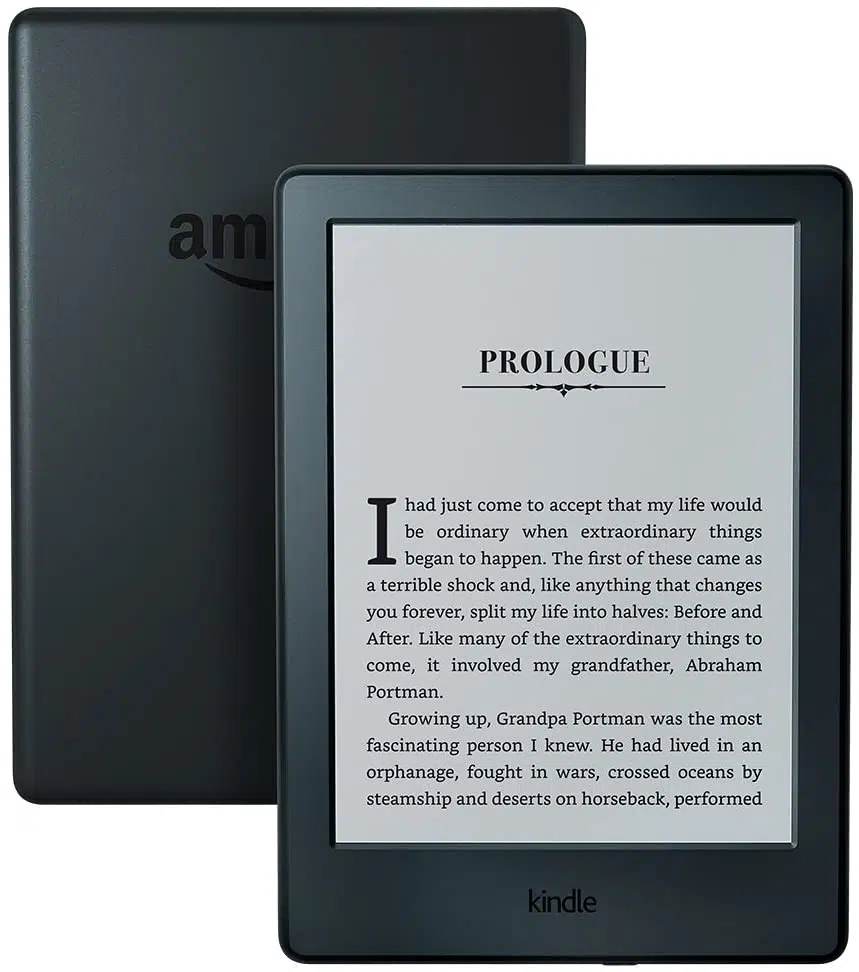 am
PROLOGUE
I had just come to accept that my life would
be ordinary when extraordinary things
began to happen. The first of these came as
a terrible shock and, like anything that changes
you forever, split my life into halves: Before and
After. Like many of the extraordinary things to
come, it involved my grandfather, Abraham
Portman.
Growing up, Grandpa Portman was the most
fascinating person I knew. He had lived in an
orphanage, fought in wars, crossed oceans by
steamship and deserts on horseback, performed
kindle